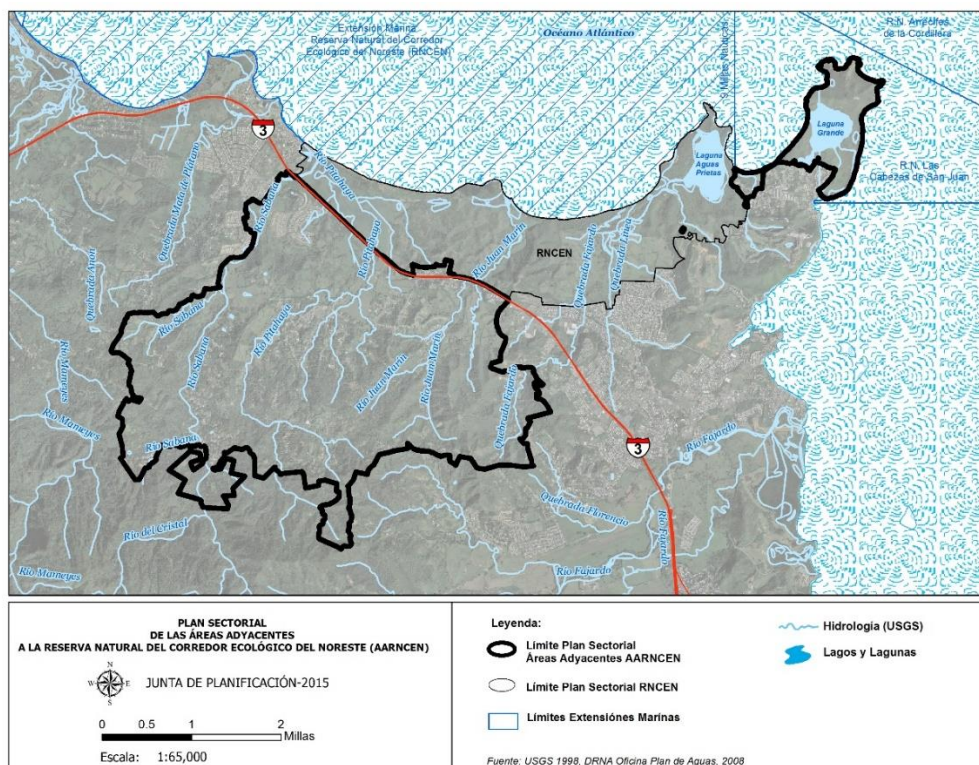 Extensión Marina
Reserva Natural del Corredor
Ecológico del Noreste (RNCEN)
Océano Atlántico
9 Millas Náuticas
R.N. Arrecifes
de la Cordillera
Laguna
Grande
Laguna
Aguas
Prietas
R.N. Las
Cabezas de San Juan
3
Río Pitahaya
Río Sabana
Quebrada Mata de Plátano
Quebrada Aponte
Río Pitahaya
Río Juan Martín
RNCEN
Quebrada Fajardo
Río Sabana
Río Pitahaya
Río Sabana
Río Juan Martín
Río Juan Martín
Quebrada Fajardo
Río Mameyes
Río Mameyes
Río Sabana
3
Río Fajardo
Quebrada Florencio
Río del Cristal
Río Fajardo
Río Fajardo
Río Mameyes
PLAN SECTORIAL
DE LAS ÁREAS ADYACENTES
A LA RESERVA NATURAL DEL CORREDOR ECOLÓGICO DEL NORESTE (AARNCEN)
N
W E
S
JUNTA DE PLANIFICACIÓN-2015
0 0.5 1 2
Millas
Escala: 1:65,000
Leyenda:
Límite Plan Sectorial
Áreas Adyacentes AARNCEN
Límite Plan Sectorial RNCEN
Límites Extensiónes Marinas
Hidrología (USGS)
Lagos y Lagunas
Fuente: USGS 1998, DRNA Oficina Plan de Aguas, 2008